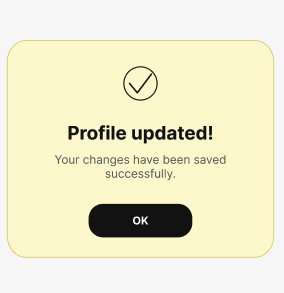 Profile updated!
Your changes have been saved
successfully.
OK